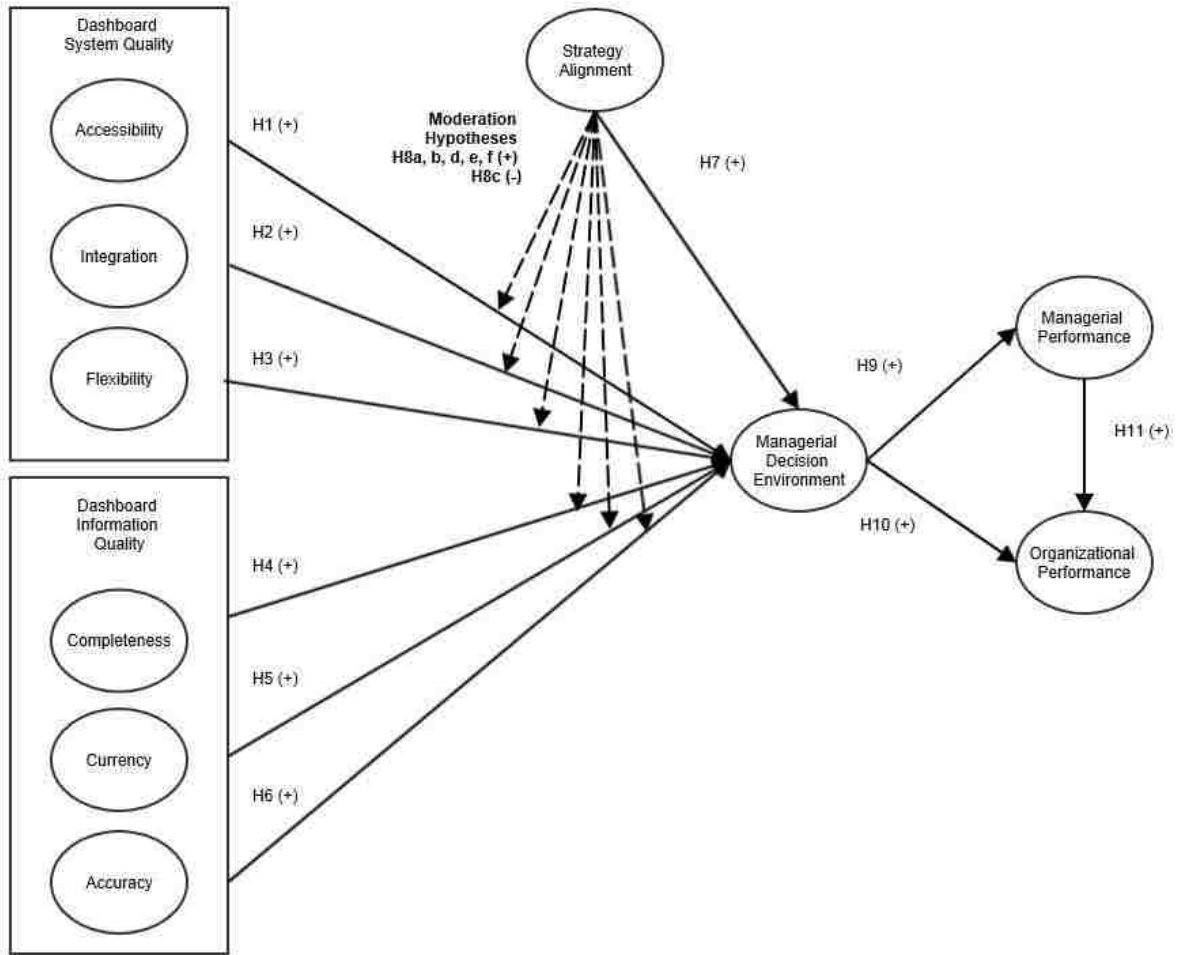 Dashboard
System Quality
Accessibility
Integration
Flexibility
H1 (+)
H2 (+)
H3 (+)
Strategy
Alignment
Moderation
Hypotheses
H8a, b, d, e, f (+)
H8c (-)
H7 (+)
Managerial
Decision
Environment
H9 (+)
H10 (+)
Managerial
Performance
H11 (+)
Organizational
Performance
Dashboard
Information
Quality
Completeness
Currency
Accuracy
H4 (+)
H5 (+)
H6 (+)